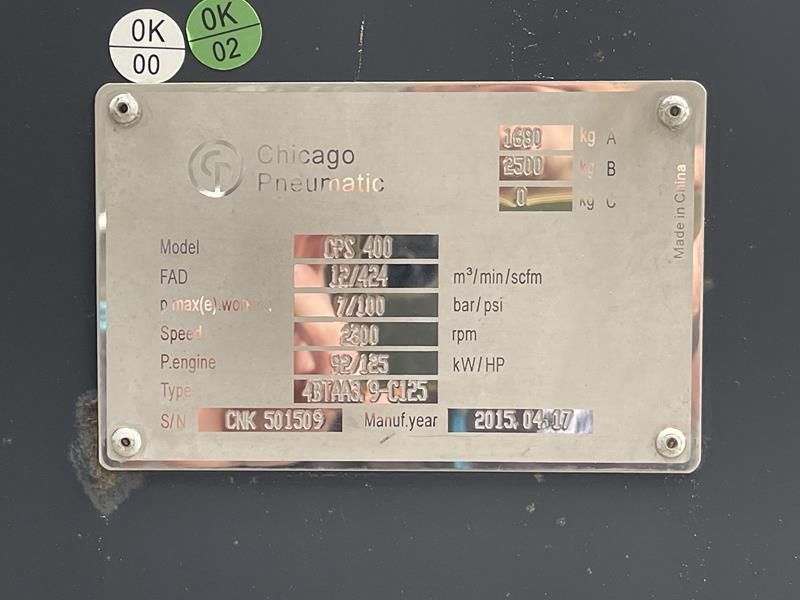 OK
00
OK
02
Chicago
Pneumatic
1680 kg A
2500 kg B
0 kg C
Made in China
Model CPS 400
FAD 12/424 m³/min/scfm
p max(e).working 7/100 bar/psi
Speed 2300 rpm
P.engine 92/125 kW/HP
Type 4BTAA3.9-C125
S/N CNK 501509 Manuf.year 2015.04.17